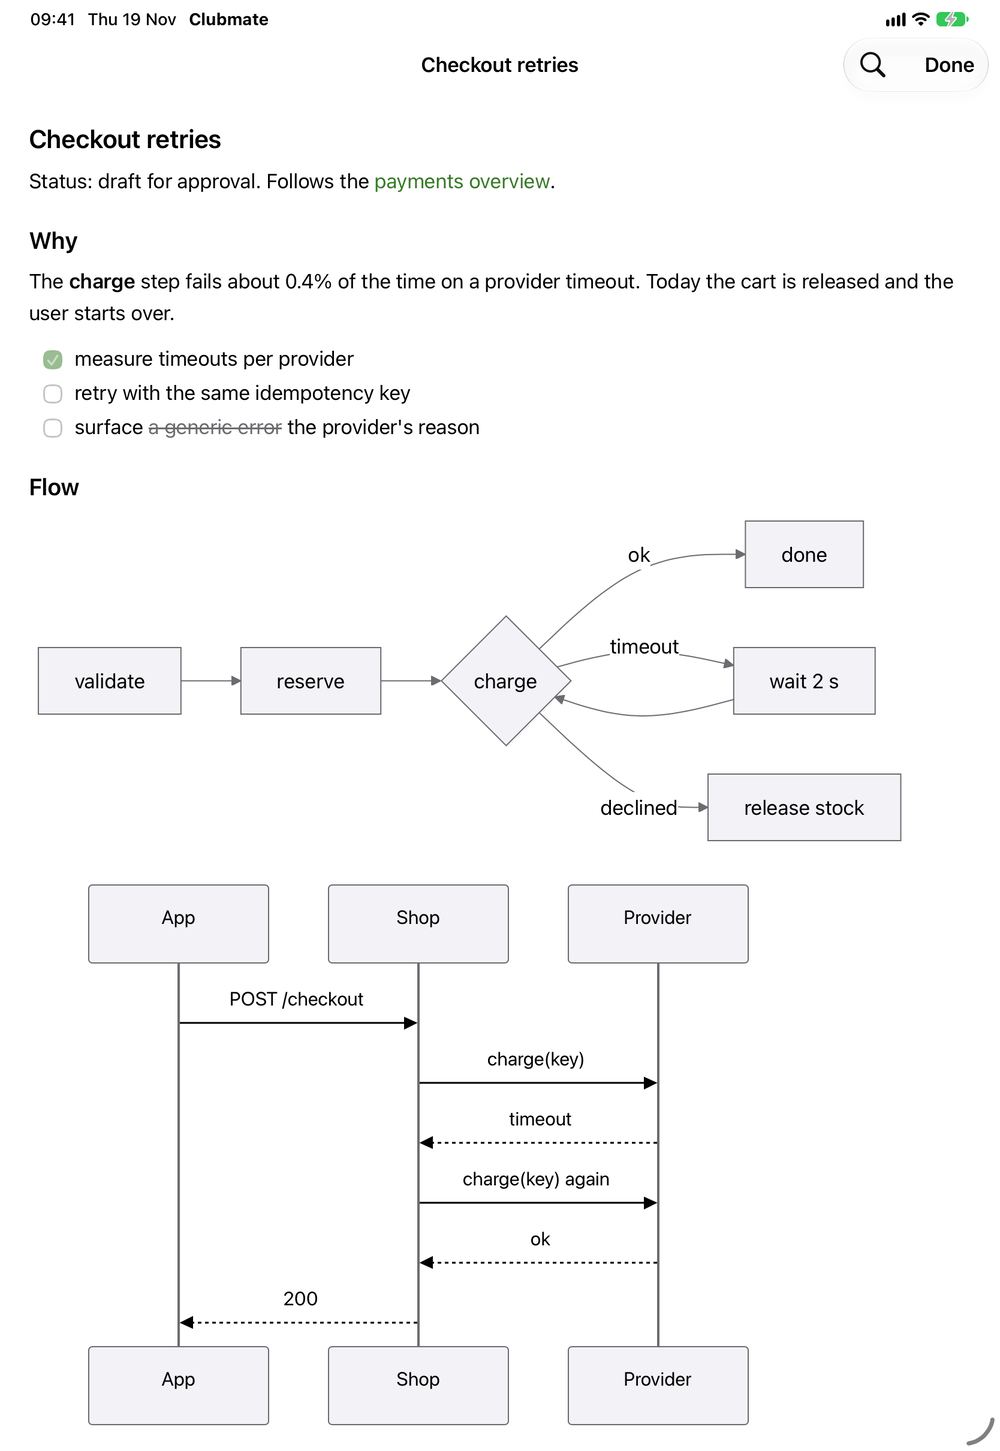 09:41 Thu 19 Nov Clubmate
Checkout retries
Done
Checkout retries
Status: draft for approval. Follows the payments overview.
Why
The charge step fails about 0.4% of the time on a provider timeout. Today the cart is released and the
user starts over.
measure timeouts per provider
retry with the same idempotency key
surface a generic error the provider's reason
Flow
ok
done
timeout
validate
reserve
charge
wait 2 s
declined
release stock
App
Shop
Provider
POST /checkout
charge(key)
timeout
charge(key) again
ok
200
App
Shop
Provider